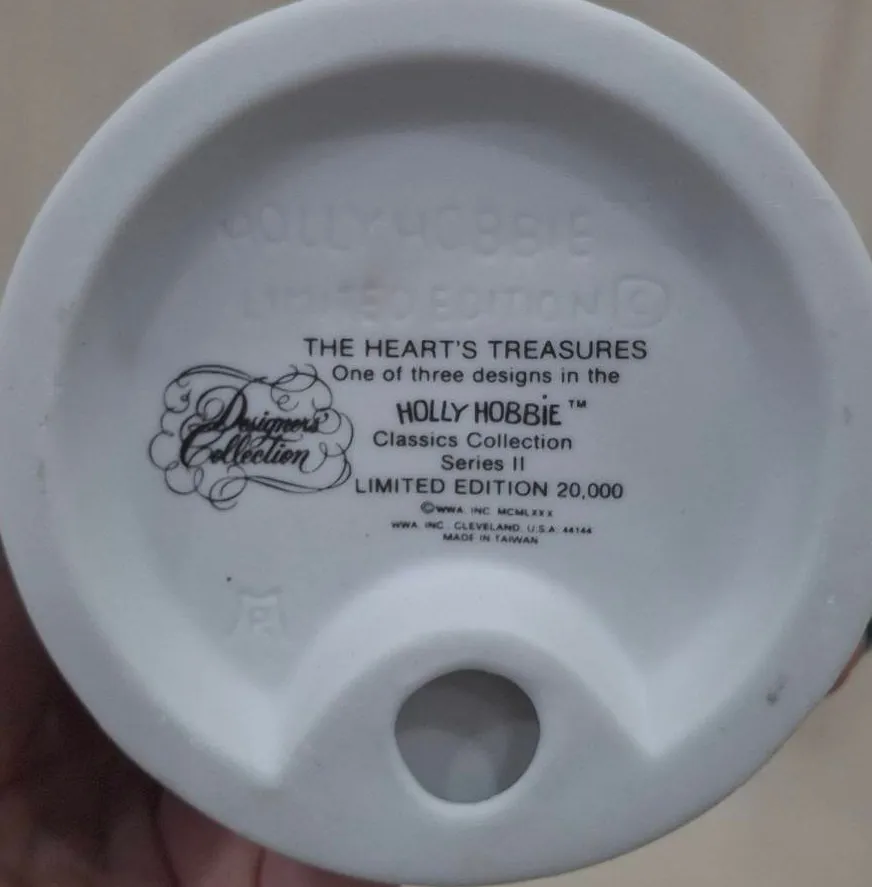 HOLLY HOBBIE
LIMITED EDITION ©
THE HEART'S TREASURES
One of three designs in the
Designers'
Collection
HOLLY HOBBiE™
Classics Collection
Series II
LIMITED EDITION 20,000
©WWA. INC. MCMLXXX
WWA. INC. CLEVELAND. U.S.A. 44144
MADE IN TAIWAN